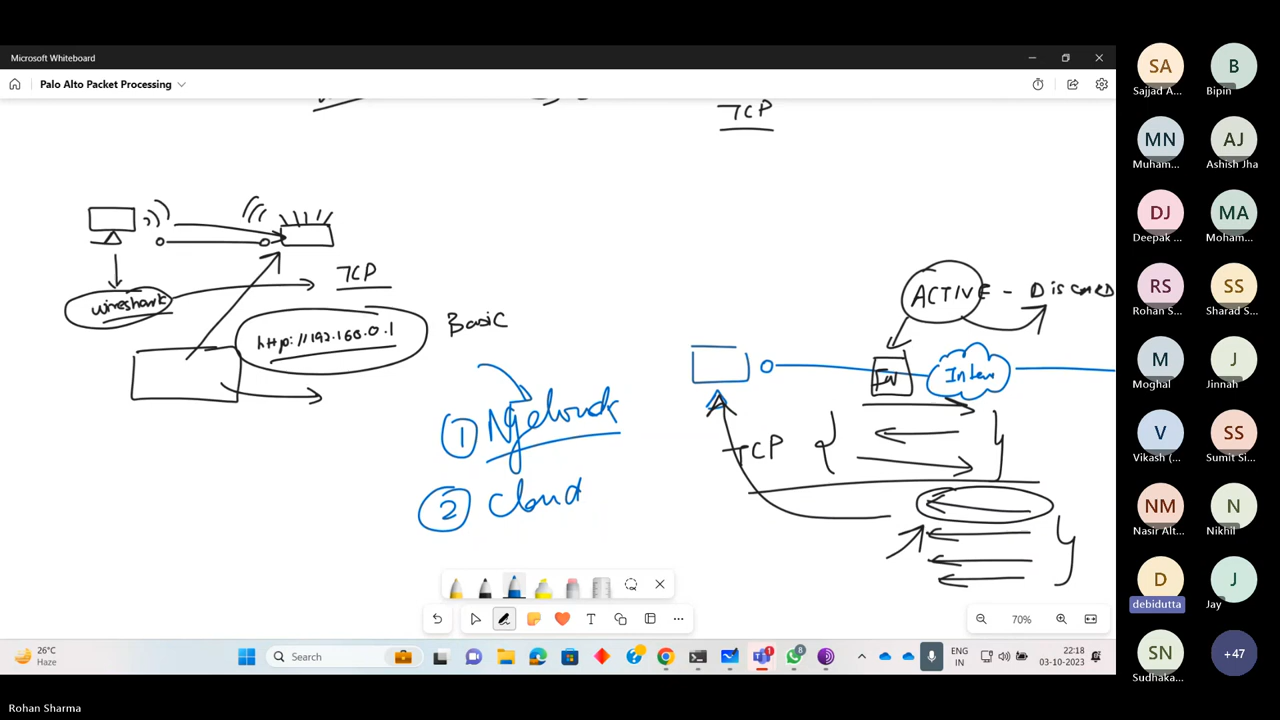 Microsoft Whiteboard
Palo Alto Packet Processing
TCP
TCP
wireshark
http://192.168.0.1
Basic
ACTIVE - Discard
FW
Intern
① Ngclouds
② Cloud
TCP
70%
26°C
Haze
Search
ENG
IN
22:18
03-10-2023
1
8
SA
Sajjad A...
B
Bipin
MN
Muham...
AJ
Ashish Jha
DJ
Deepak ...
MA
Moham...
RS
Rohan S...
SS
Sharad S...
M
Moghal
J
Jinnah
V
Vikash (...
SS
Sumit Si...
NM
Nasir Alt...
N
Nikhil
D
debidutta
J
Jay
SN
Sudhaka...
+47
Rohan Sharma